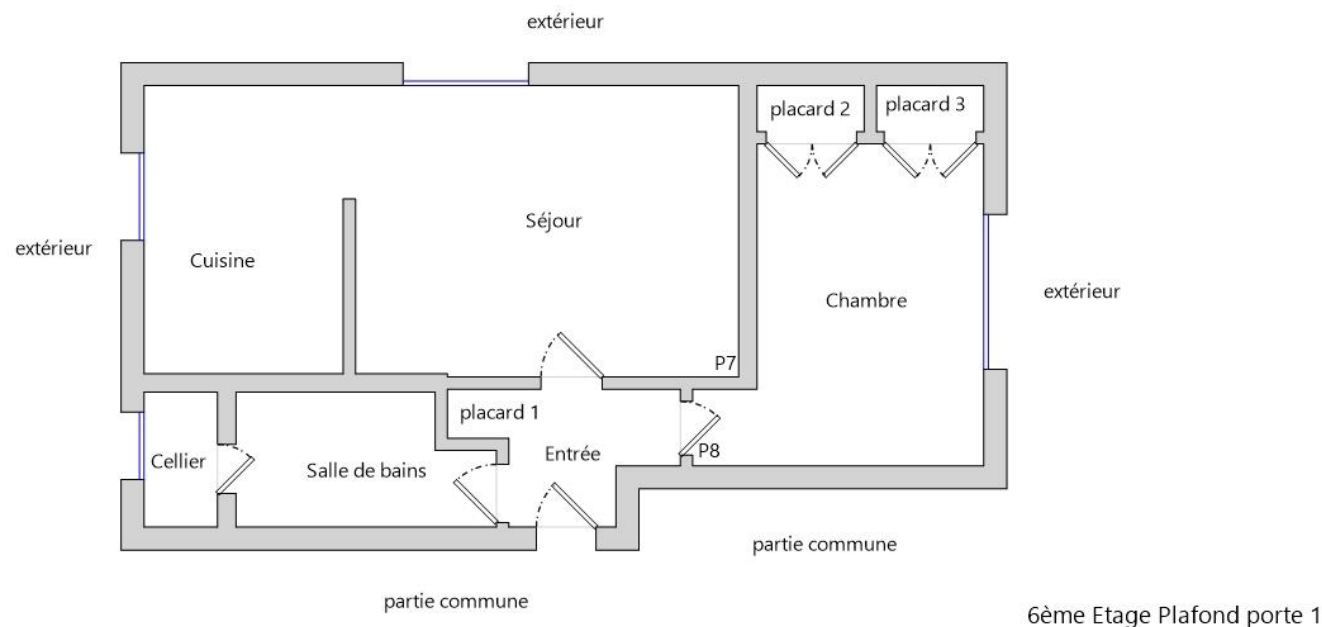 extérieur
placard 2
placard 3
Séjour
extérieur
Cuisine
Chambre
extérieur
P7
placard 1
P8
Entrée
Cellier
Salle de bains
partie commune
partie commune
6ème Etage Plafond porte 1